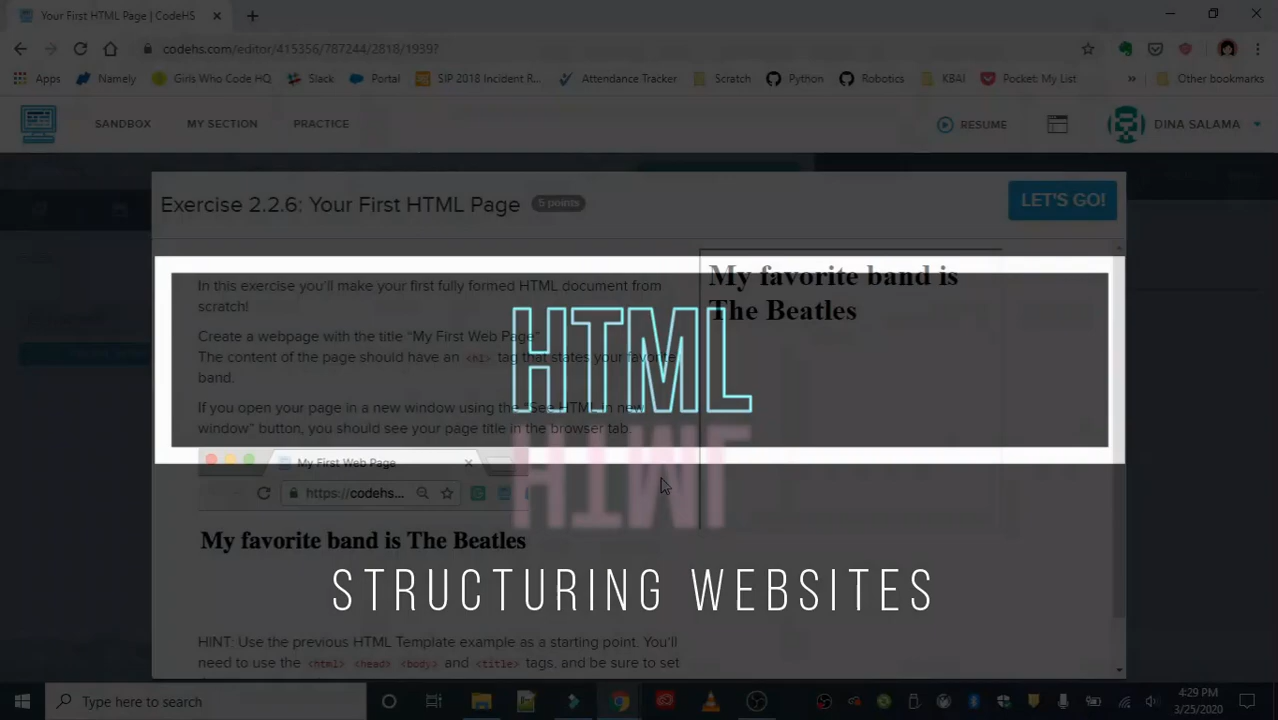 Your First HTML Page | CodeHS
codehs.com/editor/415356/787244/2818/1939?
Apps Namely Girls Who Code HQ Slack Portal SIP 2018 Incident R... Attendance Tracker Scratch Python Robotics KB4I Pocket: My List » Other bookmarks
SANDBOX MY SECTION PRACTICE RESUME DINA SALAMA
Exercise 2.2.6: Your First HTML Page 5 points LET'S GO!
In this exercise you'll make your first fully formed HTML document from
scratch!
Create a webpage with the title "My First Web Page"
The content of the page should have an <h1> tag that states your favorite
band.
If you open your page in a new window using the "See HTML in new
window" button, you should see your page title in the browser tab.
My favorite band is
The Beatles
HTML
My First Web Page
https://codehs...
My favorite band is The Beatles
STRUCTURING WEBSITES
HINT: Use the previous HTML Template example as a starting point. You'll
need to use the <html> <head> <body> and <title> tags, and be sure to set
Type here to search
4:29 PM
3/25/2020